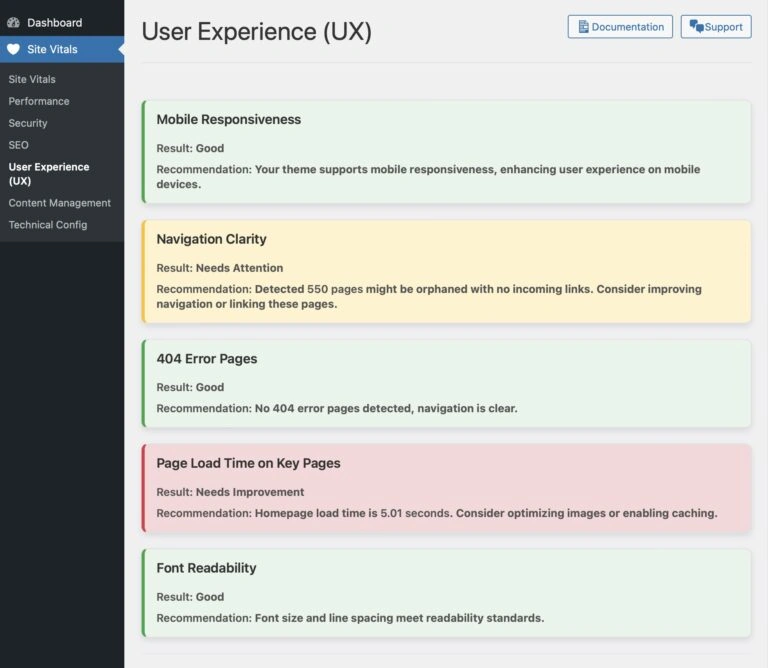 Dashboard
Site Vitals
Site Vitals
Performance
Security
SEO
User Experience
(UX)
Content Management
Technical Config
User Experience (UX)
Documentation
Support
Mobile Responsiveness
Result: Good
Recommendation: Your theme supports mobile responsiveness, enhancing user experience on mobile
devices.
Navigation Clarity
Result: Needs Attention
Recommendation: Detected 550 pages might be orphaned with no incoming links. Consider improving
navigation or linking these pages.
404 Error Pages
Result: Good
Recommendation: No 404 error pages detected, navigation is clear.
Page Load Time on Key Pages
Result: Needs Improvement
Recommendation: Homepage load time is 5.01 seconds. Consider optimizing images or enabling caching.
Font Readability
Result: Good
Recommendation: Font size and line spacing meet readability standards.